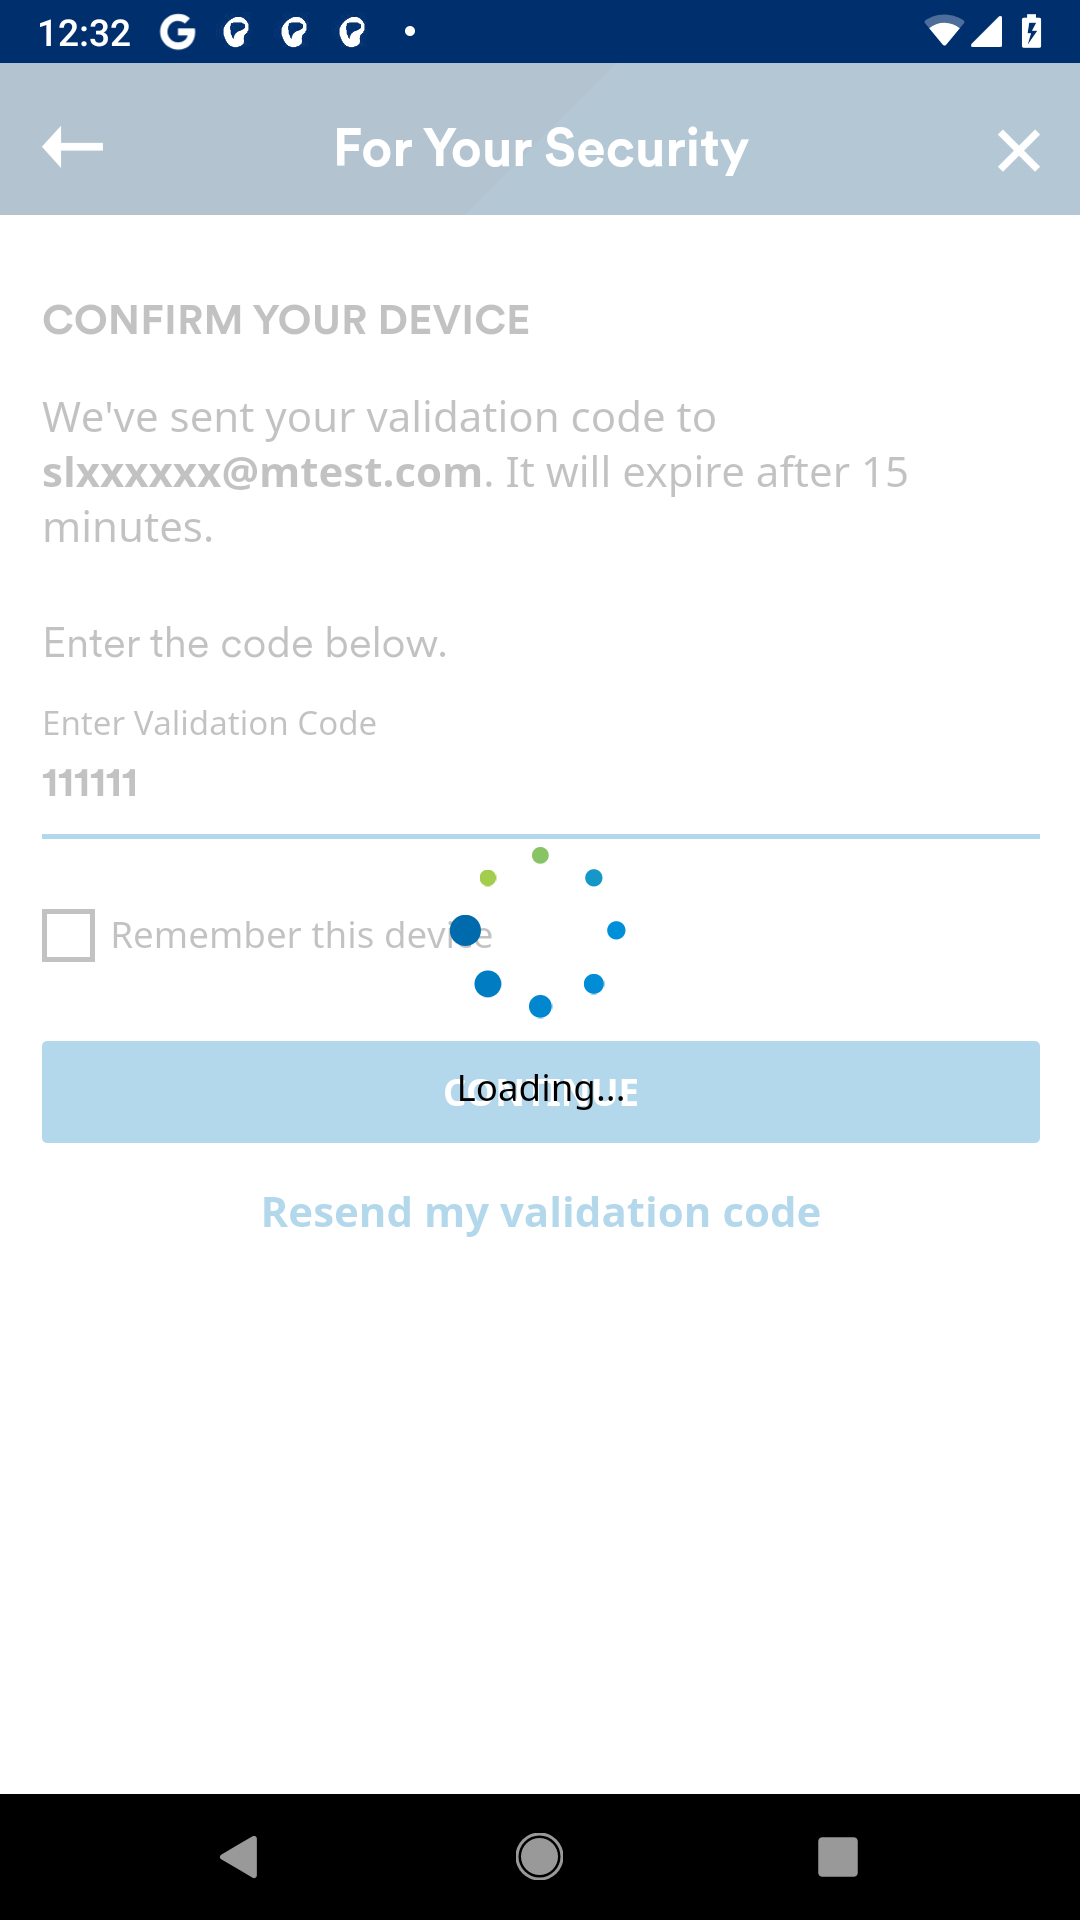 12:32
For Your Security
CONFIRM YOUR DEVICE
We've sent your validation code to
slxxxxxx@mtest.com. It will expire after 15
minutes.
Enter the code below.
Enter Validation Code
111111
Remember this device
CONTINUE
Loading...
Resend my validation code